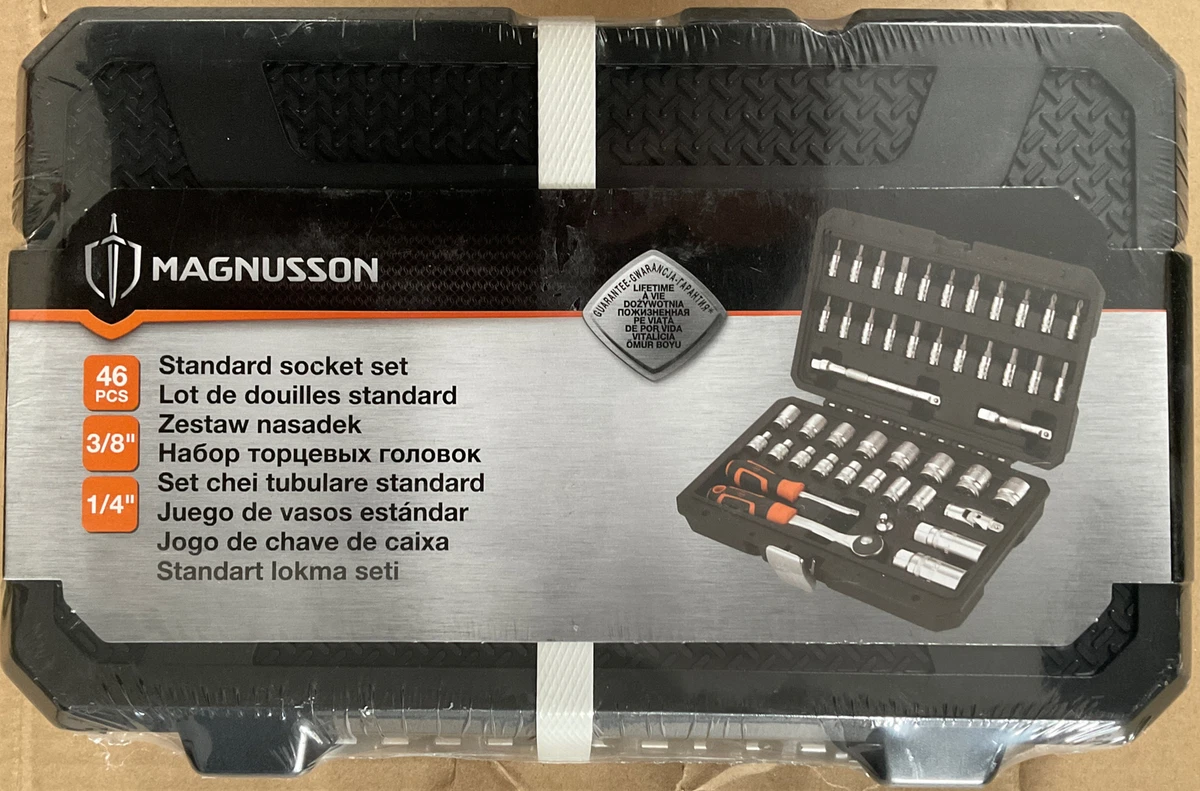 MAGNUSSON
GUARANTEE-GWARANCJA-ГАРАНТИЯ*
LIFETIME
À VIE
DOŻYWOTNIA
ПОЖИЗНЕННАЯ
PE VIAȚĂ
DE POR VIDA
VITALÍCIA
ÖMUR BOYU
46
PCS
3/8"
1/4"
Standard socket set
Lot de douilles standard
Zestaw nasadek
Набор торцевых головок
Set chei tubulare standard
Juego de vasos estándar
Jogo de chave de caixa
Standart lokma seti